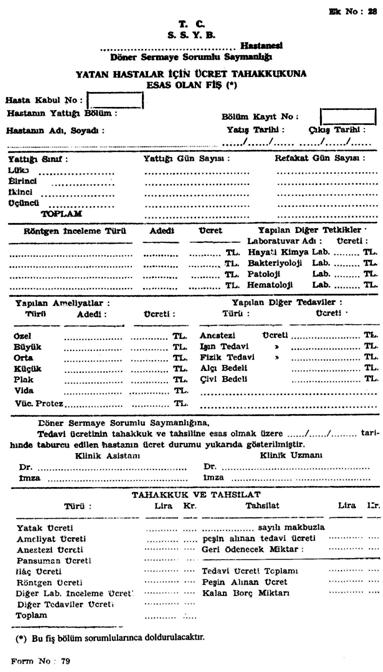 Ek No : 28
T. C.
S. S. Y. B.
................................ Hastanesi
Döner Sermaye Sorumlu Saymanlığı
YATAN HASTALAR İÇİN ÜCRET TAHAKKUKUNA
ESAS OLAN FİŞ (*)
Hasta Kabul No :
Hastanın Yattığı Bölüm :
Bölüm Kayıt No :
Hastanın Adı, Soyadı : Yatış Tarihi : Çıkış Tarihi :
...../...../..... ...../...../.....
Yattığı Sınıf : Yattığı Gün Sayısı : Refakat Gün Sayısı :
Lüks ..................
Birinci ..................
İkinci ..................
Üçüncü ..................
TOPLAM
Röntgen İnceleme Türü Adedi Ücret Yapılan Diğer Tetkikler
Laboratuvar Adı : Ücreti :
........ TL. Hayati Kimya Lab. ........ TL.
........ TL. Bakteriyoloji Lab. ........ TL.
........ TL. Patoloji Lab. ........ TL.
........ TL. Hematoloji Lab. ........ TL.
Yapılan Ameliyatlar : Yapılan Diğer Tedaviler :
Türü Adedi : Ücreti : Türü : Ücreti
Özel ........ TL. Anestezi Ücreti ........ TL.
Büyük ........ TL. Işın Tedavi » ........ TL.
Orta ........ TL. Fizik Tedavi » ........ TL.
Küçük ........ TL. Alçı Bedeli ........ TL.
Plak ........ TL. Çivi Bedeli ........ TL.
Vida ........ TL.
Vüc. Protez ........ TL.
Döner Sermaye Sorumlu Saymanlığına,
Tedavi ücretinin tahakkuk ve tahsiline esas olmak üzere ....../....../...... tari-
hinde taburcu edilen hastanın ücret durumu yukarıda gösterilmiştir.
Klinik Asistanı Klinik Uzmanı
Dr. ........................ Dr. ........................
İmza ........................ İmza ........................
TAHAKKUK VE TAHSİLAT
Türü : Lira Kr. Tahsilat Lira Kr.
Yatak Ücreti ........ .... ........ sayılı makbuzla
Ameliyat Ücreti ........ .... peşin alınan tedavi ücreti ........ ....
Anestezi Ücreti ........ .... Geri Ödenecek Miktar : ........ ....
Pansuman Ücreti ........ ....
İlâç Ücreti ........ .... Tedavi Ücreti Toplamı ........ ....
Röntgen Ücreti ........ .... Peşin Alınan Ücret ........ ....
Diğer Lab. İnceleme Ücret ........ .... Kalan Borç Miktarı ........ ....
Diğer Tedaviler Ücreti ........ ....
Toplam ........ ....
(*) Bu fiş bölüm sorumlularınca doldurulacaktır.
Form No : 79